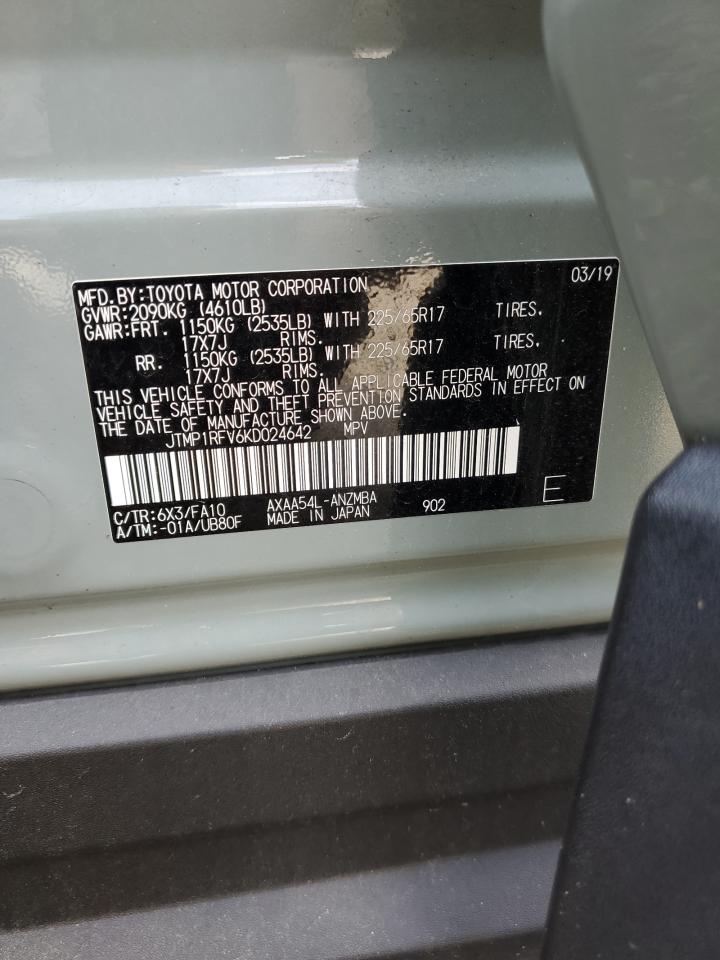 MFD.BY:TOYOTA MOTOR CORPORATION 03/19
GVWR:2090KG (4610LB)
GAWR:FRT. 1150KG (2535LB) WITH 225/65R17 TIRES.
17X7J RIMS.
RR. 1150KG (2535LB) WITH 225/65R17 TIRES.
17X7J RIMS.
THIS VEHICLE CONFORMS TO ALL APPLICABLE FEDERAL MOTOR
VEHICLE SAFETY AND THEFT PREVENTION STANDARDS IN EFFECT ON
THE DATE OF MANUFACTURE SHOWN ABOVE.
JTMP1RFV6KD024642 MPV
C/TR:6X3/FA10 AXAA54L-ANZMBA
A/TM:-01A/UB80F MADE IN JAPAN 902 E